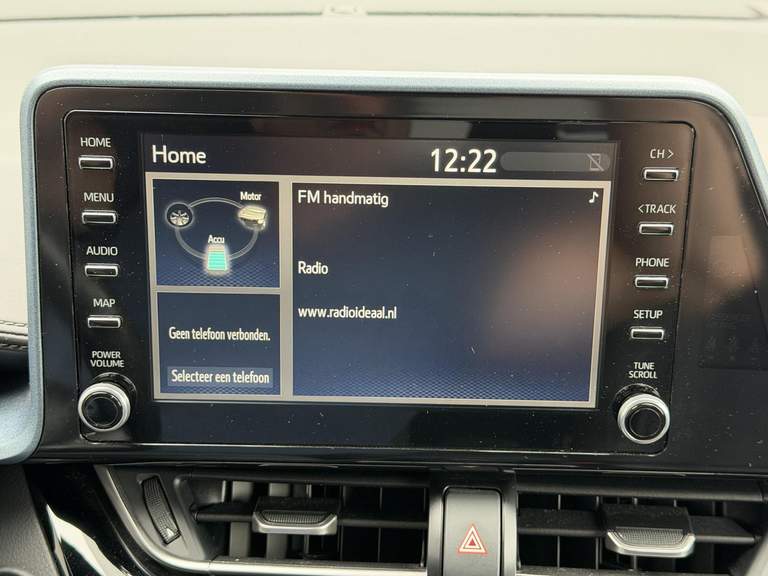 HOME
MENU
AUDIO
MAP
POWER
VOLUME
Home
12:22
Motor
Accu
Geen telefoon verbonden.
Selecteer een telefoon
FM handmatig
Radio
www.radioideaal.nl
CH >
< TRACK
PHONE
SETUP
TUNE
SCROLL